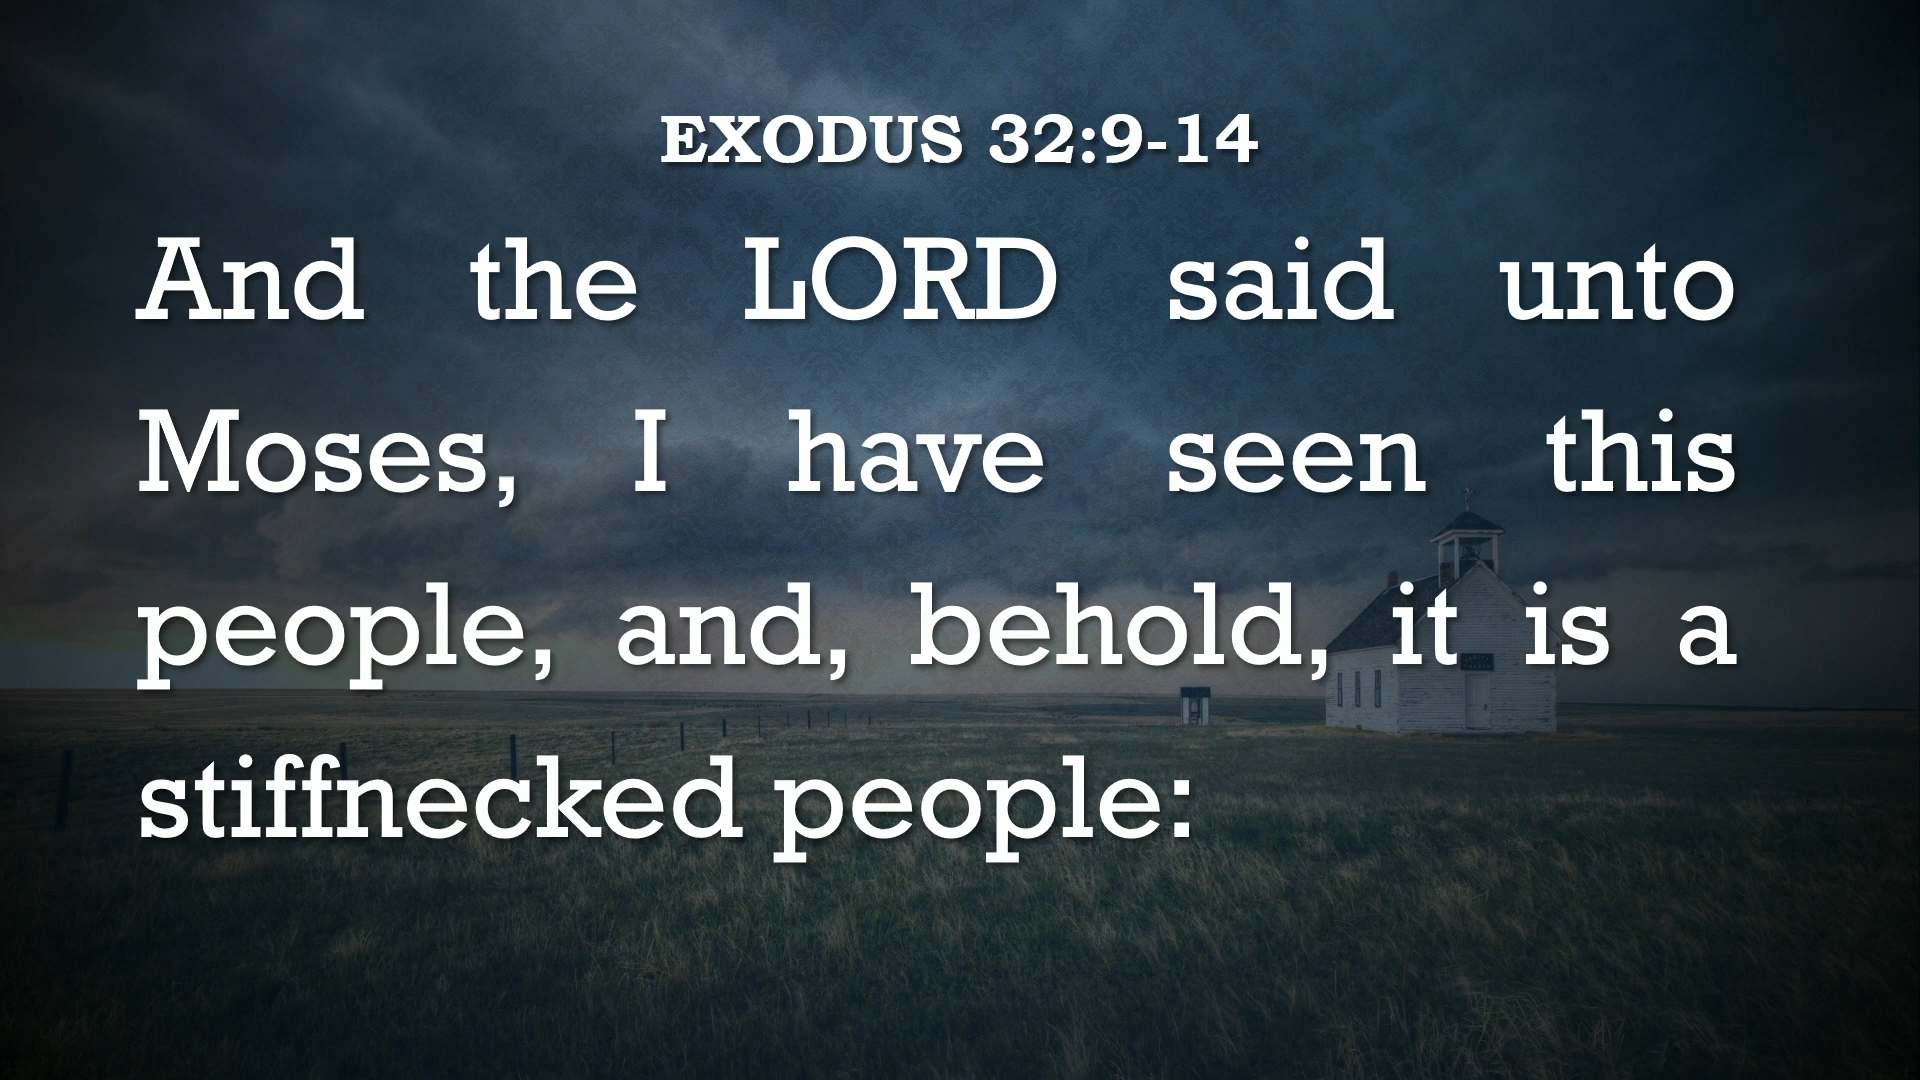 EXODUS 32:9-14
And the LORD said unto
Moses, I have seen this
people, and, behold, it is a
stiffnecked people: